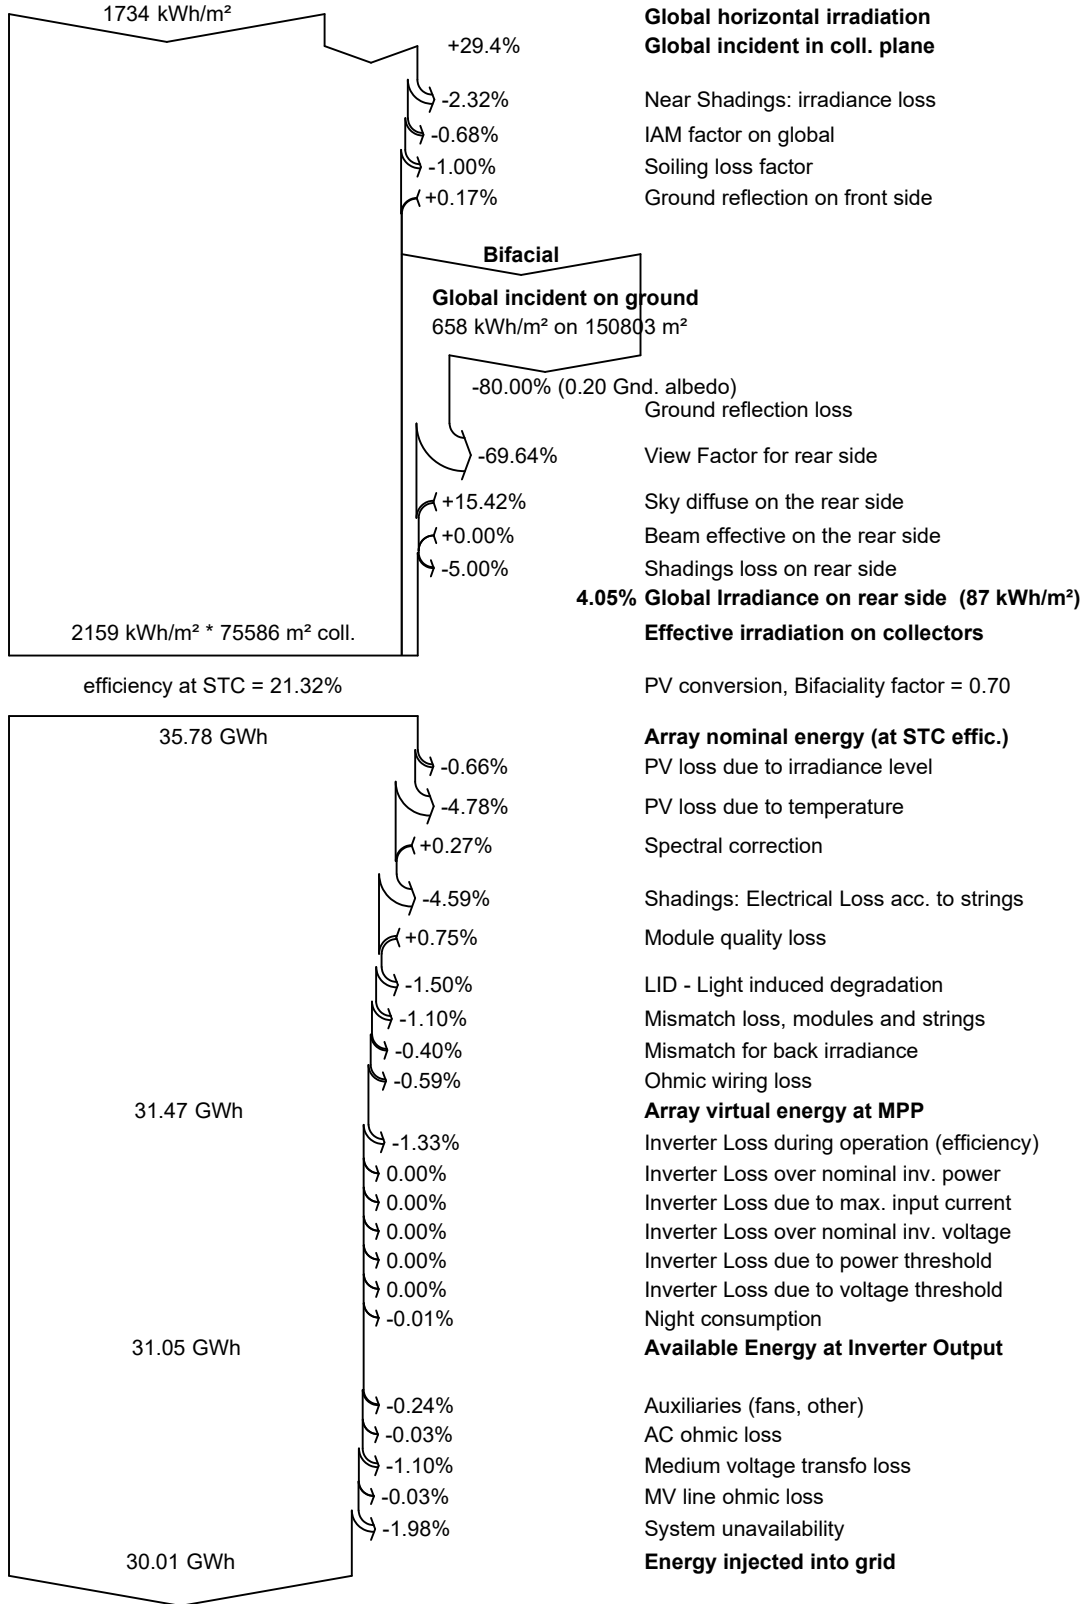 1734 kWh/m² Global horizontal irradiation
+29.4% Global incident in coll. plane
-2.32% Near Shadings: irradiance loss
-0.68% IAM factor on global
-1.00% Soiling loss factor
+0.17% Ground reflection on front side
Bifacial
Global incident on ground
658 kWh/m² on 150803 m²
-80.00% (0.20 Gnd. albedo)
Ground reflection loss
-69.64% View Factor for rear side
+15.42% Sky diffuse on the rear side
+0.00% Beam effective on the rear side
-5.00% Shadings loss on rear side
4.05% Global Irradiance on rear side (87 kWh/m²)
2159 kWh/m² * 75586 m² coll. Effective irradiation on collectors
efficiency at STC = 21.32% PV conversion, Bifaciality factor = 0.70
35.78 GWh Array nominal energy (at STC effic.)
-0.66% PV loss due to irradiance level
-4.78% PV loss due to temperature
+0.27% Spectral correction
-4.59% Shadings: Electrical Loss acc. to strings
+0.75% Module quality loss
-1.50% LID - Light induced degradation
-1.10% Mismatch loss, modules and strings
-0.40% Mismatch for back irradiance
-0.59% Ohmic wiring loss
31.47 GWh Array virtual energy at MPP
-1.33% Inverter Loss during operation (efficiency)
0.00% Inverter Loss over nominal inv. power
0.00% Inverter Loss due to max. input current
0.00% Inverter Loss over nominal inv. voltage
0.00% Inverter Loss due to power threshold
0.00% Inverter Loss due to voltage threshold
-0.01% Night consumption
31.05 GWh Available Energy at Inverter Output
-0.24% Auxiliaries (fans, other)
-0.03% AC ohmic loss
-1.10% Medium voltage transfo loss
-0.03% MV line ohmic loss
-1.98% System unavailability
30.01 GWh Energy injected into grid